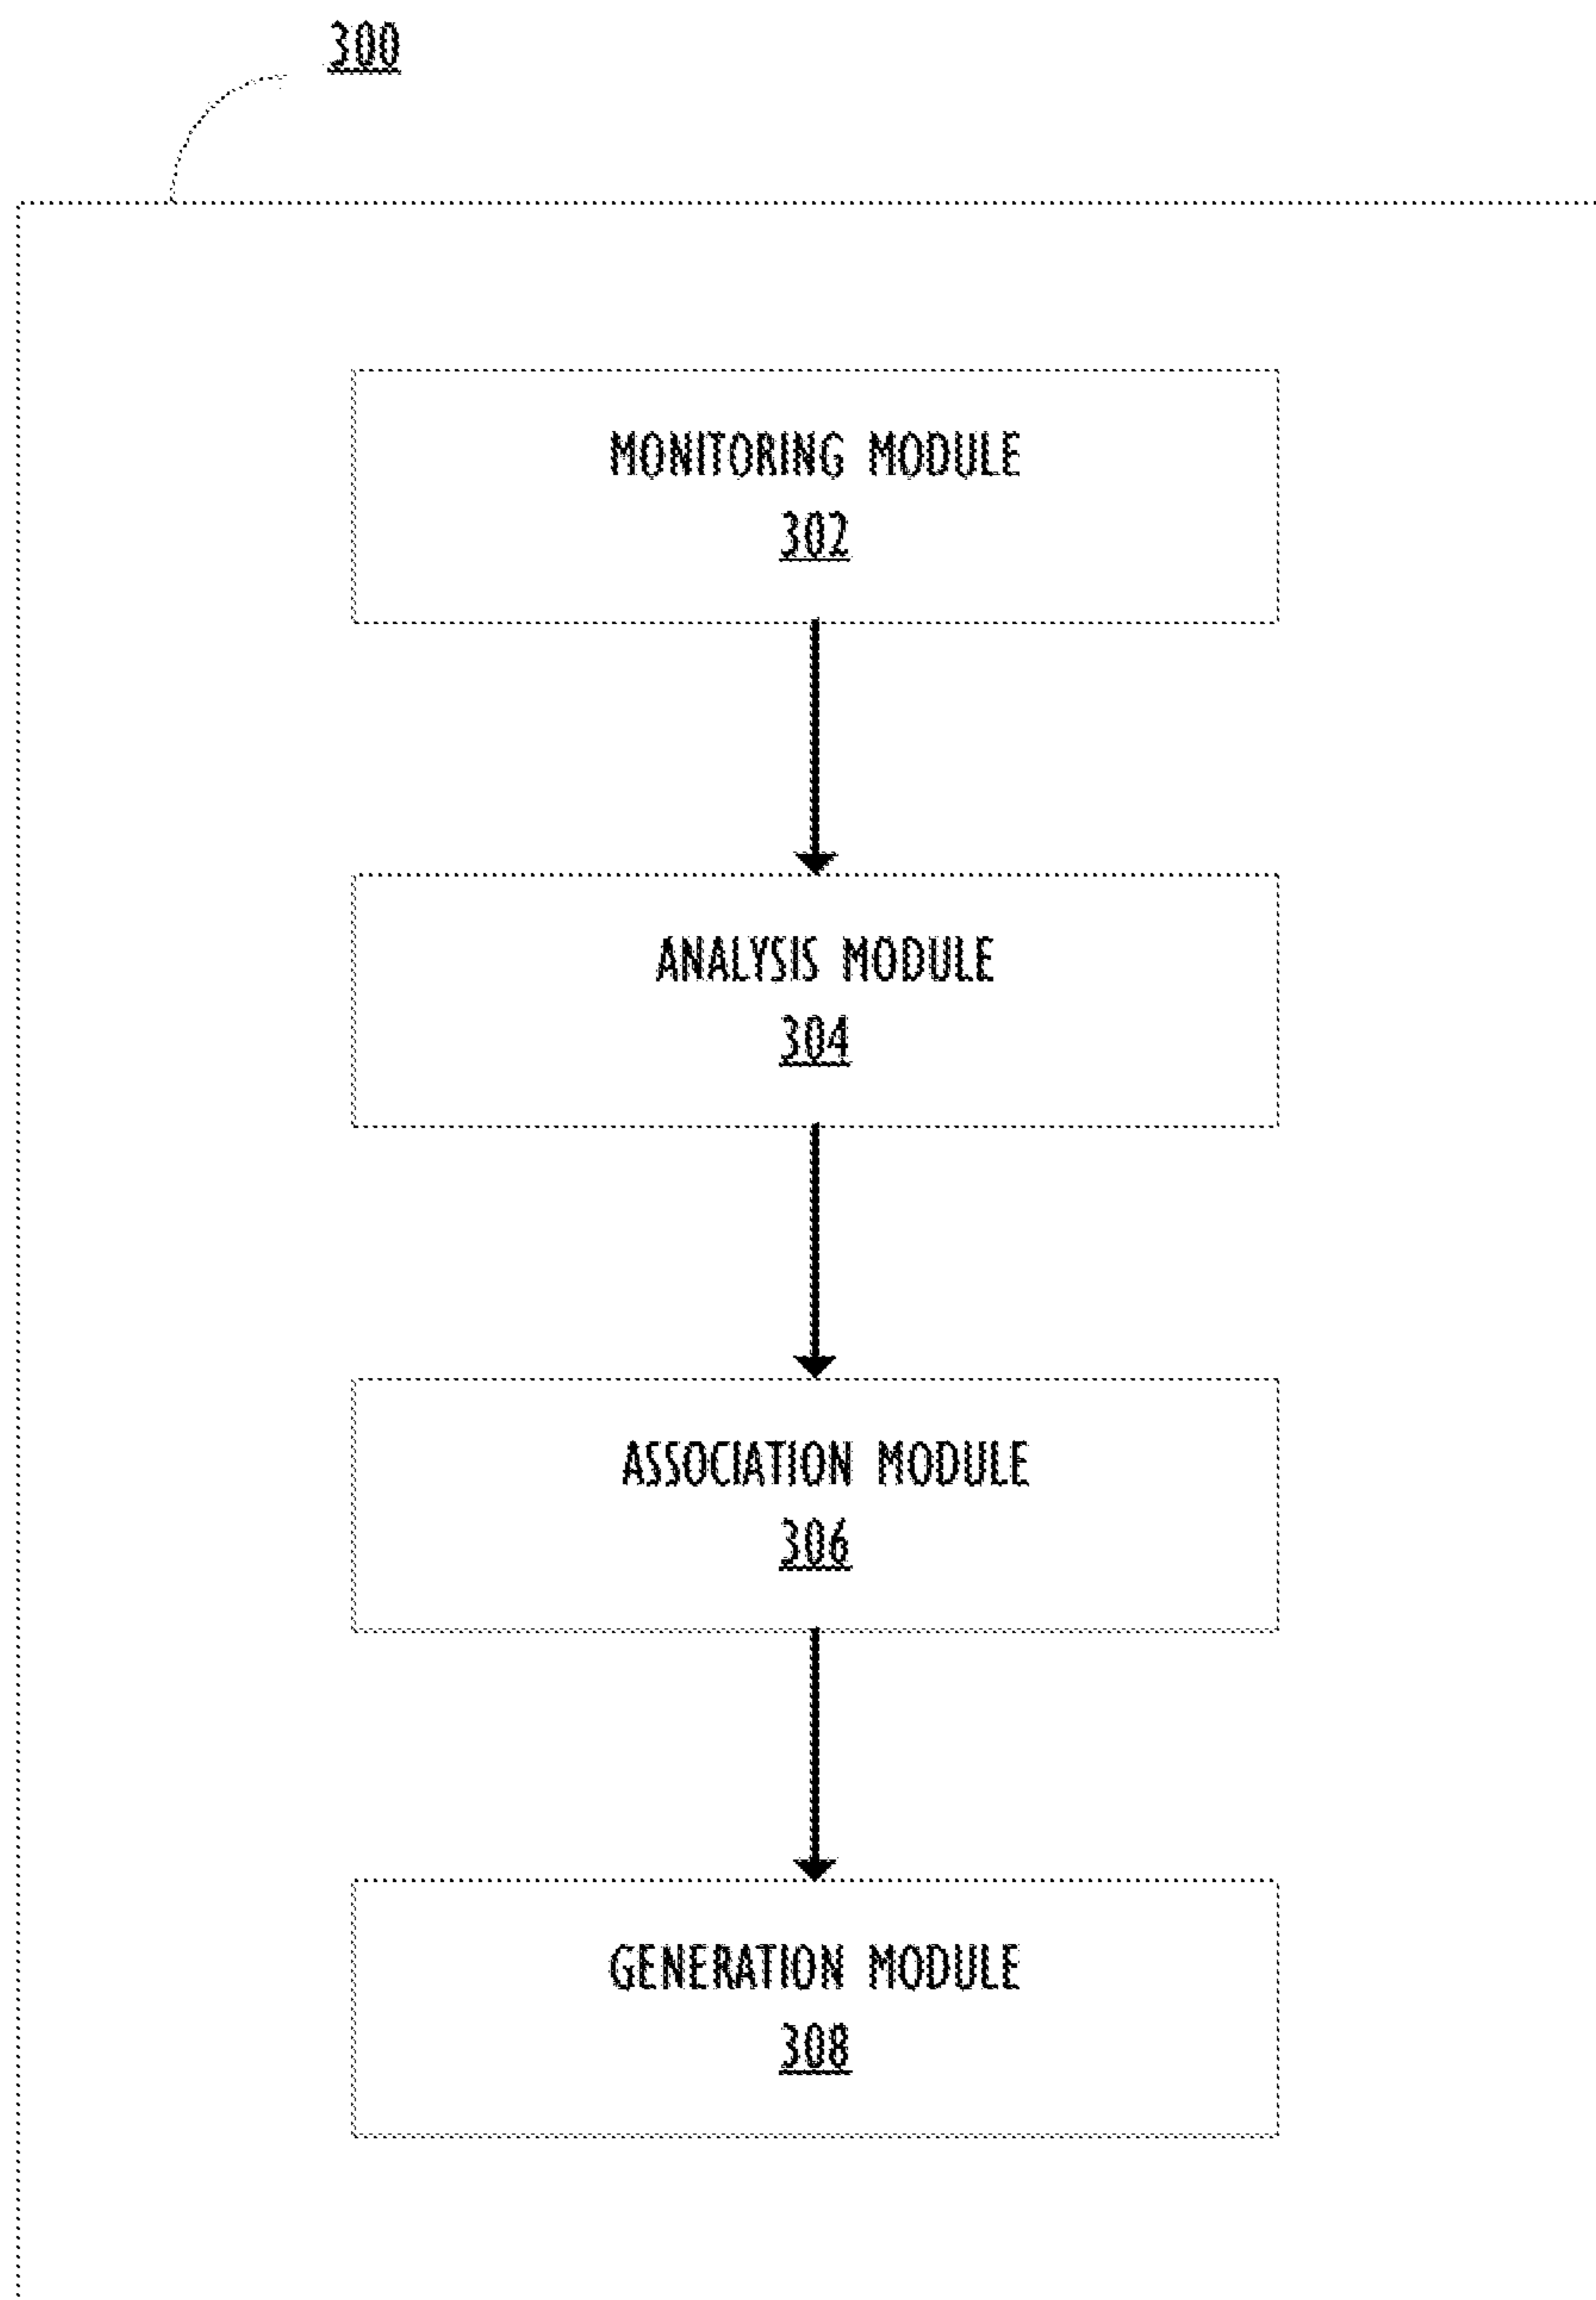 300
MONITORING MODULE
302
ANALYSIS MODULE
304
ASSOCIATION MODULE
306
GENERATION MODULE
308